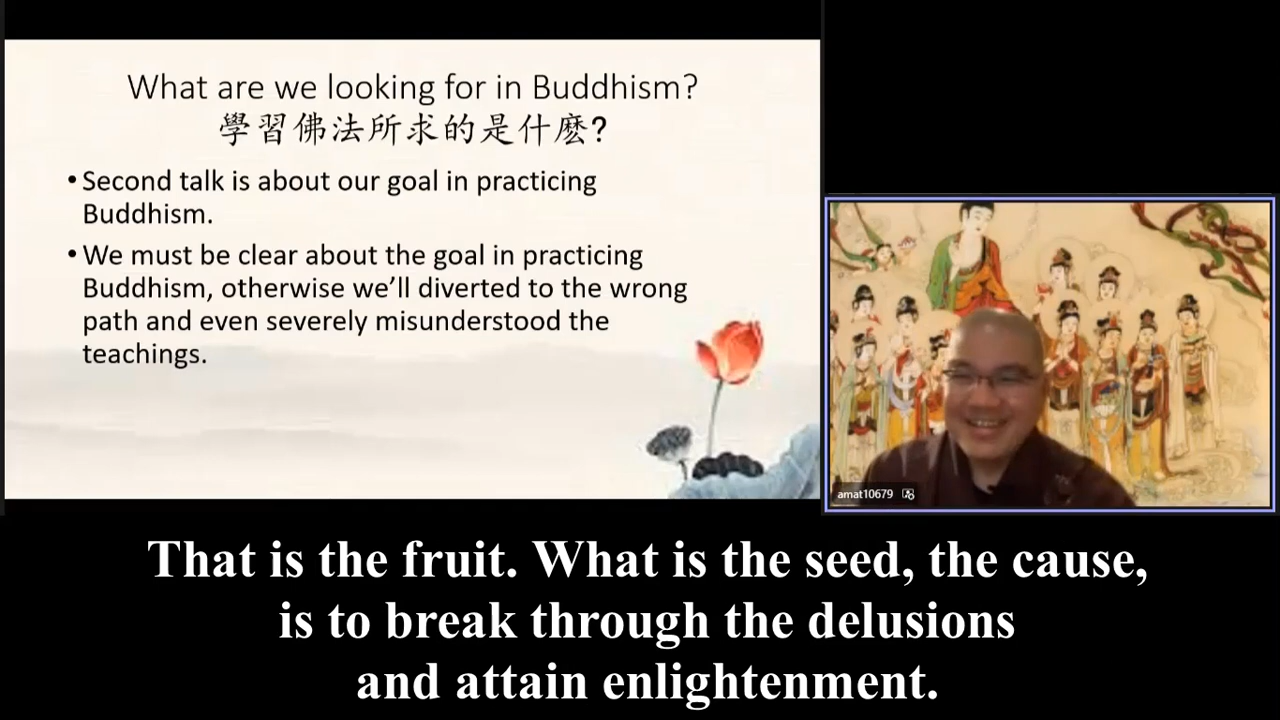 What are we looking for in Buddhism?
學習佛法所求的是什麼?
• Second talk is about our goal in practicing
Buddhism.
• We must be clear about the goal in practicing
Buddhism, otherwise we’ll diverted to the wrong
path and even severely misunderstood the
teachings.
amat10679
That is the fruit. What is the seed, the cause,
is to break through the delusions
and attain enlightenment.